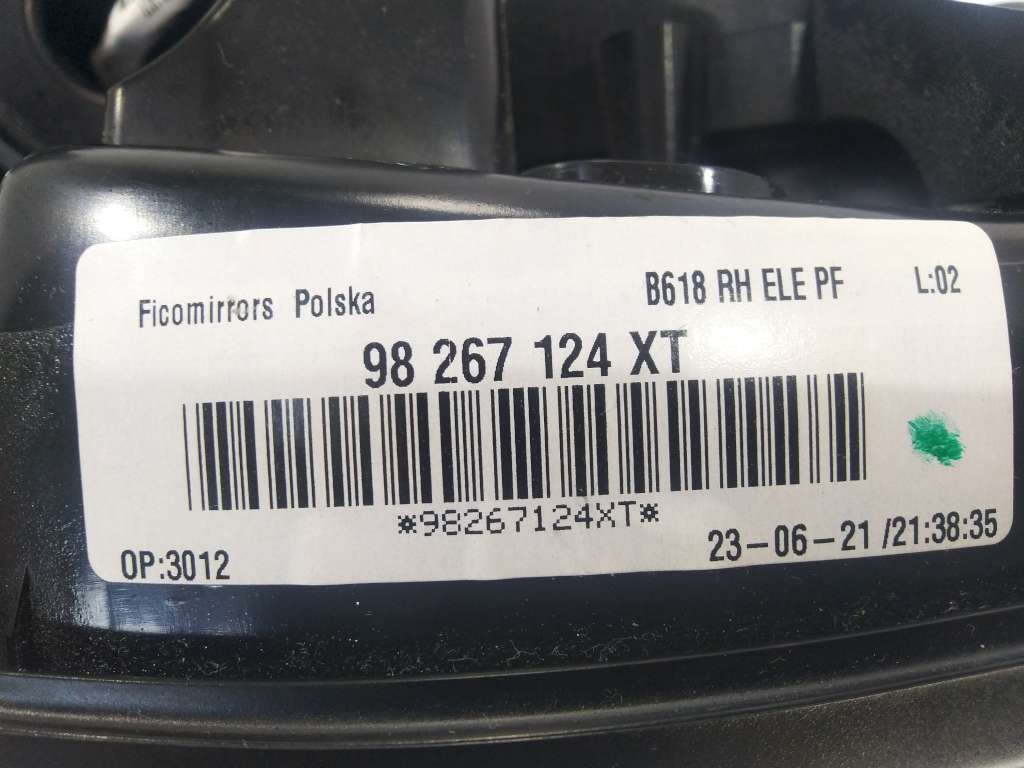 Ficomirrors Polska
B618 RH ELE PF
L:02
98 267 124 XT
*98267124XT*
OP:3012
23-06-21 /21:38:35